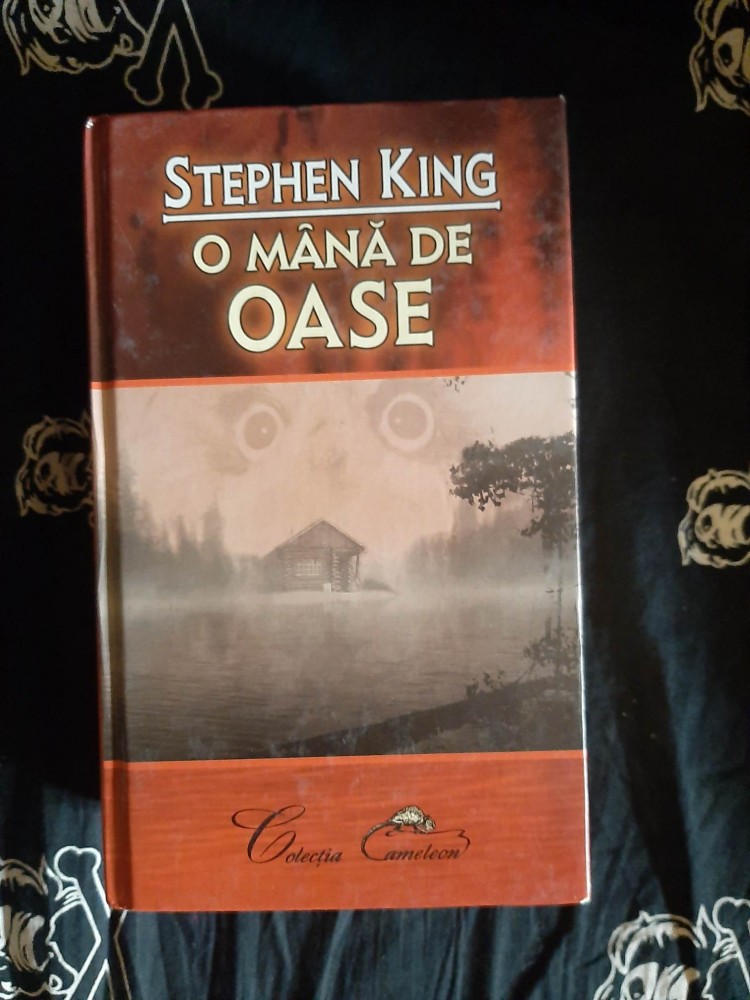 STEPHEN KING
O MÂNĂ DE
OASE
Colecția Cameleon